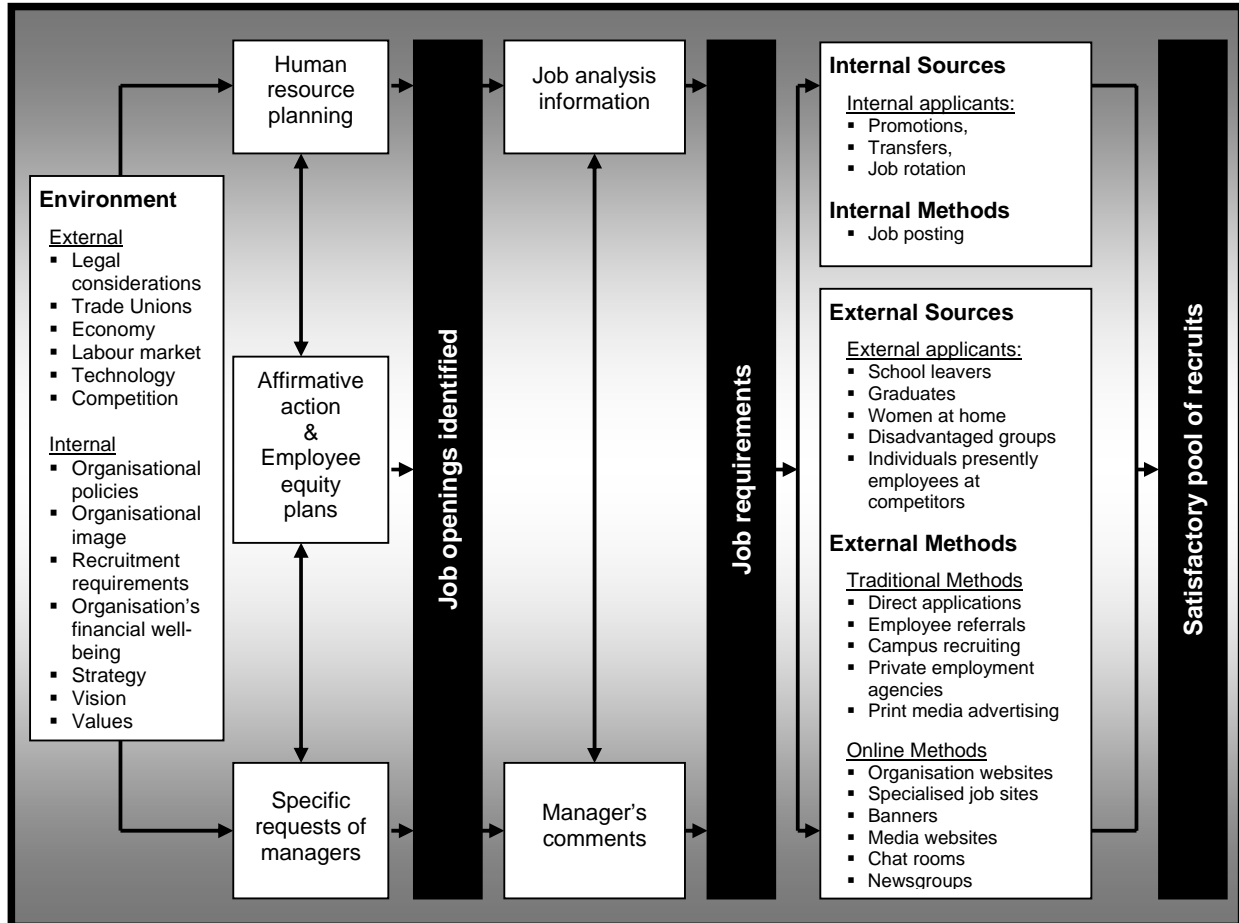 Environment
External
▪ Legal
considerations
▪ Trade Unions
▪ Economy
▪ Labour market
▪ Technology
▪ Competition
Internal
▪ Organisational
policies
▪ Organisational
image
▪ Recruitment
requirements
▪ Organisation's
financial well-
being
▪ Strategy
▪ Vision
▪ Values
Human
resource
planning
Affirmative
action
&
Employee
equity
plans
Specific
requests of
managers
Job openings identified
Job analysis
information
Manager's
comments
Job requirements
Internal Sources
Internal applicants:
▪ Promotions,
▪ Transfers,
▪ Job rotation
Internal Methods
▪ Job posting
External Sources
External applicants:
▪ School leavers
▪ Graduates
▪ Women at home
▪ Disadvantaged groups
▪ Individuals presently
employees at
competitors
External Methods
Traditional Methods
▪ Direct applications
▪ Employee referrals
▪ Campus recruiting
▪ Private employment
agencies
▪ Print media advertising
Online Methods
▪ Organisation websites
▪ Specialised job sites
▪ Banners
▪ Media websites
▪ Chat rooms
▪ Newsgroups
Satisfactory pool of recruits